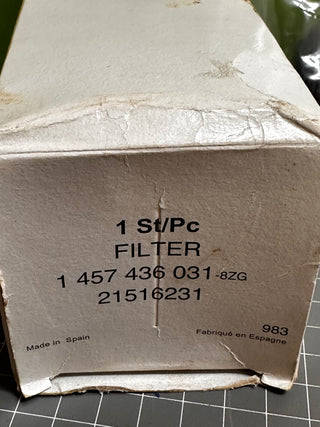 1 St/Pc
FILTER
1 457 436 031-8ZG
21516231
983
Made in Spain
Fabriqué en Espagne